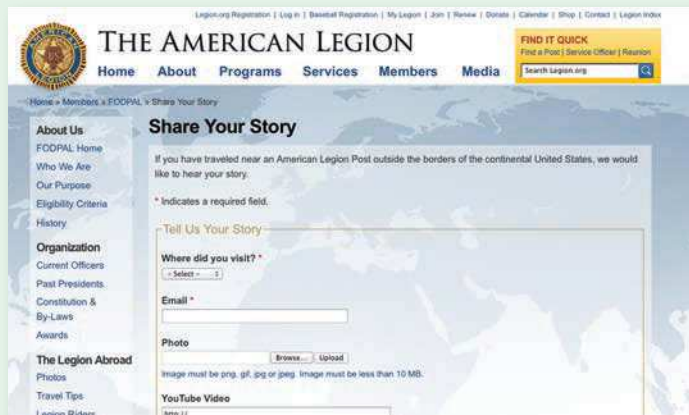 Legion.org Registration | Log in | Baseball Registration | My Legion | Join | Renew | Donate | Calendar | Shop | Contact | Legion Index
THE AMERICAN LEGION
FIND IT QUICK
Find a Post | Service Officer | Reunion
Search Legion.org
Home About Programs Services Members Media
Home » Members » FODPAL » Share Your Story
About Us
FODPAL Home
Who We Are
Our Purpose
Eligibility Criteria
History
Organization
Current Officers
Past Presidents
Constitution &
By-Laws
Awards
The Legion Abroad
Photos
Travel Tips
Legion Riders
Share Your Story
If you have traveled near an American Legion Post outside the borders of the continental United States, we would
like to hear your story.
* Indicates a required field.
Tell Us Your Story
Where did you visit? *
- Select -
Email *
Photo
Browse... Upload
Image must be png, gif, jpg or jpeg. Image must be less than 10 MB.
YouTube Video
http://